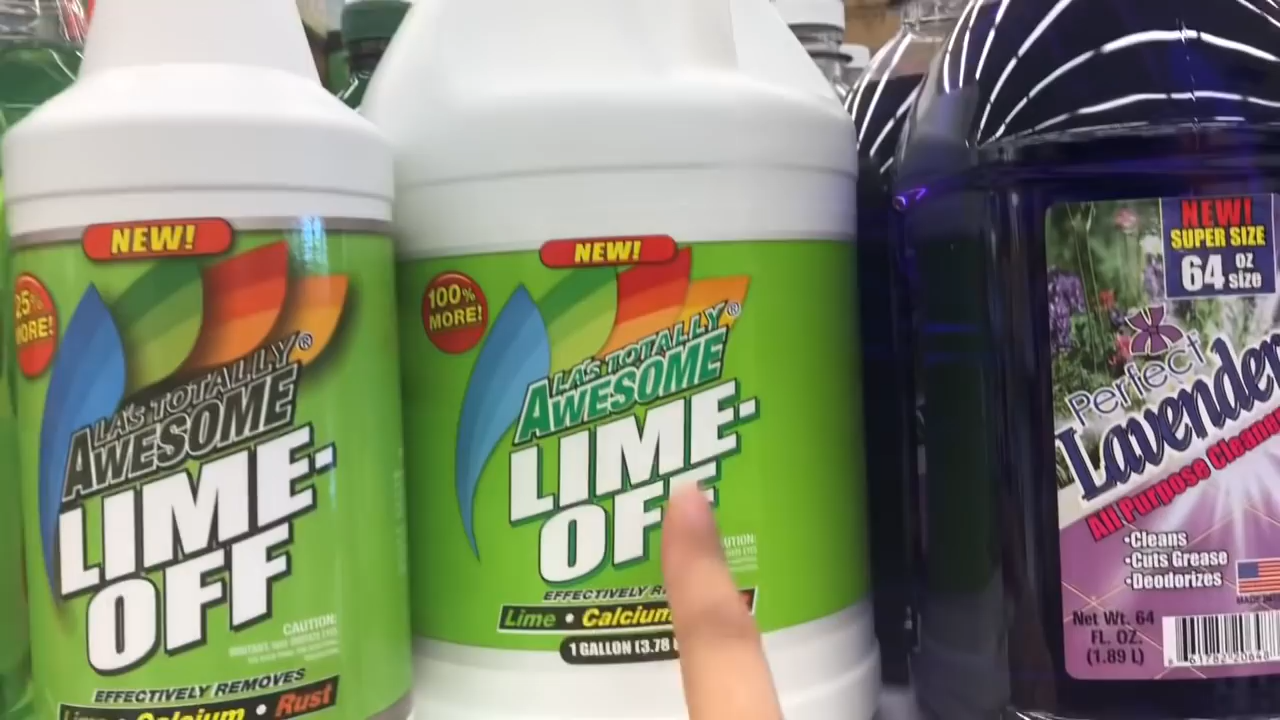 NEW!
25%
MORE!
LA'S TOTALLY®
AWESOME
LIME-
OFF
CAUTION:
EFFECTIVELY REMOVES
Lime • Calcium • Rust
NEW!
100%
MORE!
LA'S TOTALLY®
AWESOME
LIME-
OFF
EFFECTIVELY
Lime • Calcium
1 GALLON (3.78
NEW!
SUPER SIZE
64 oz
size
Perfect
Lavender
All Purpose
•Cleans
•Cuts Grease
•Deodorizes
Net Wt. 64
FL. OZ.
(1.89 L)